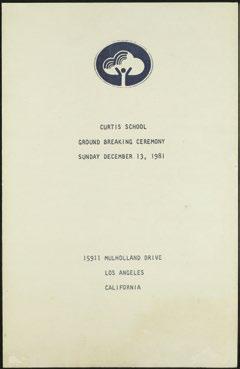 CURTIS SCHOOL
GROUND BREAKING CEREMONY
SUNDAY DECEMBER 13, 1981
15911 MULHOLLAND DRIVE
LOS ANGELES
CALIFORNIA